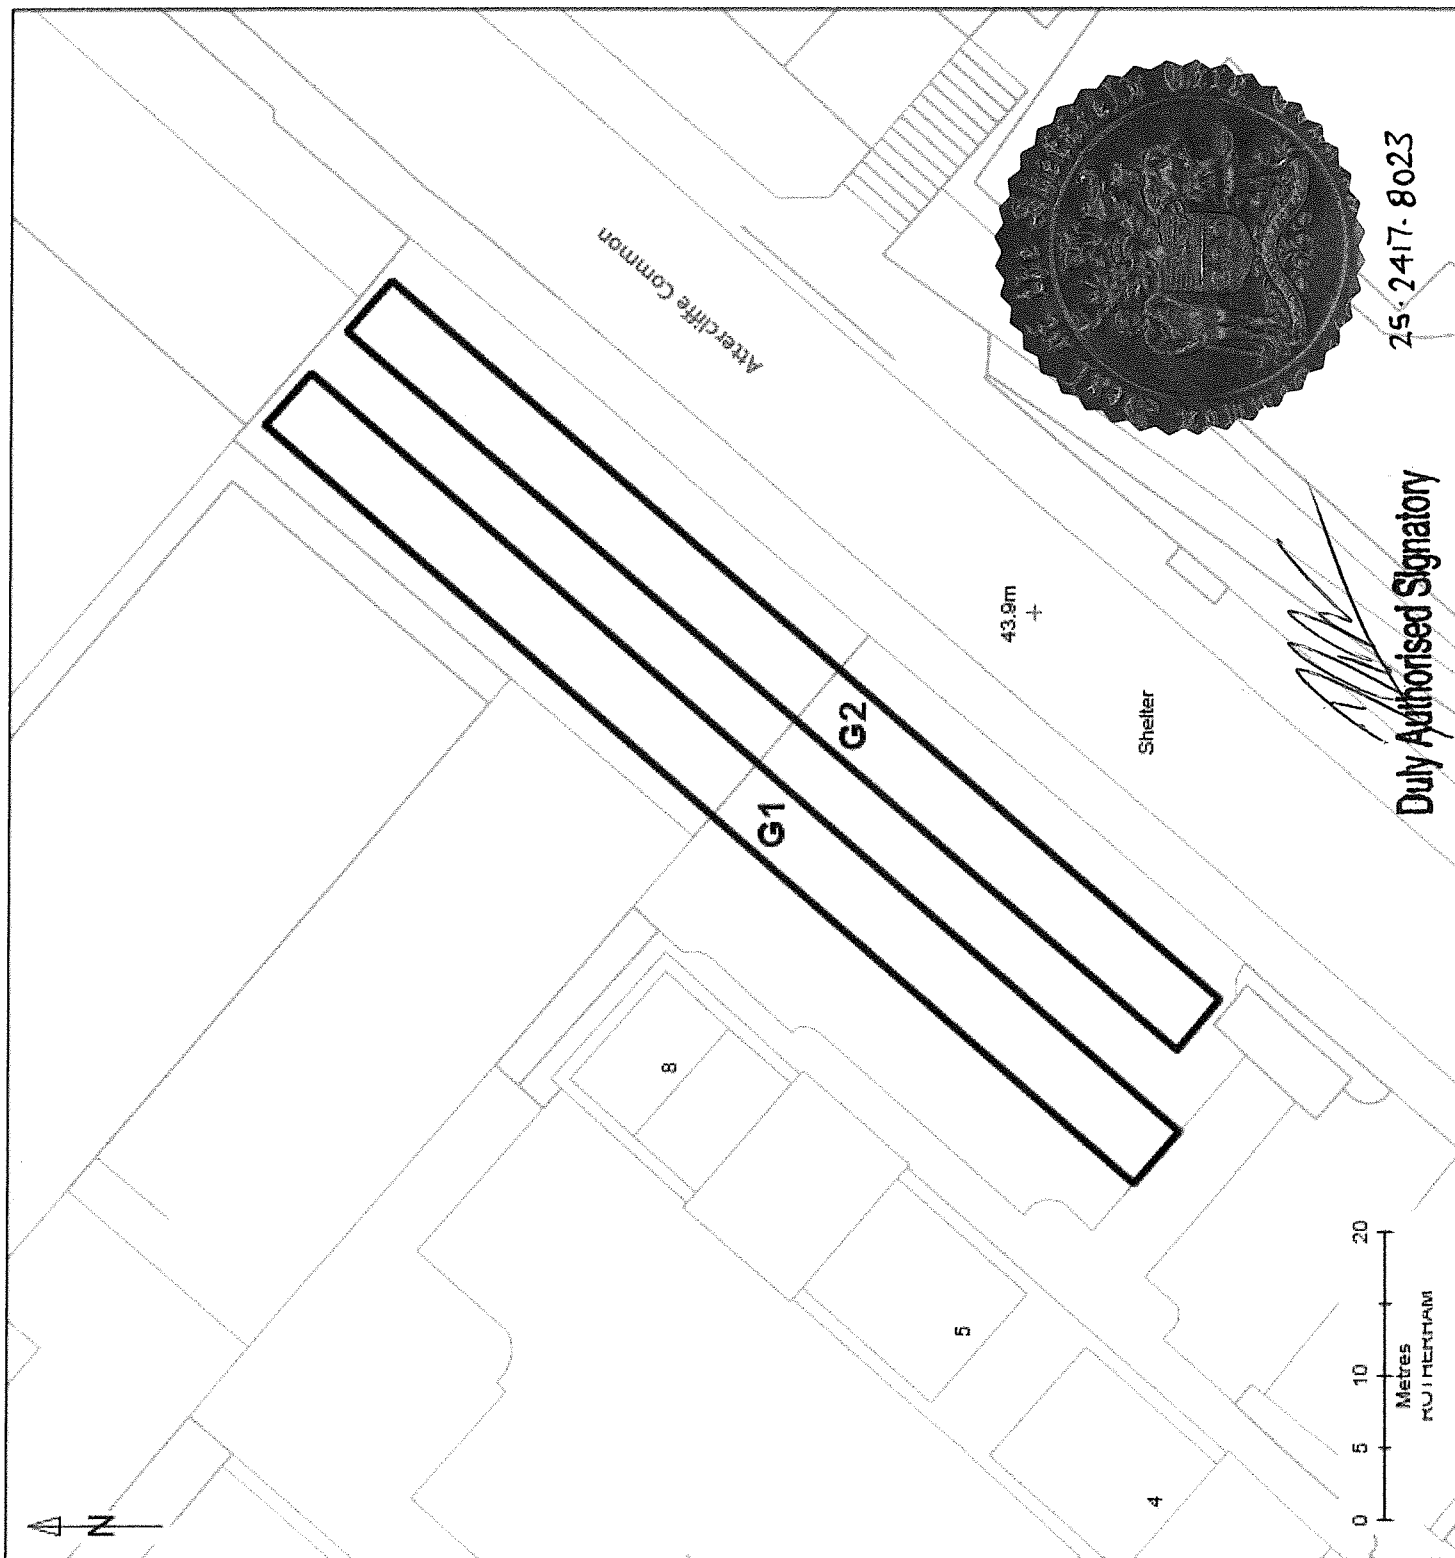 N
Attercliffe Common
G1
G2
43.9m
Shelter
8
5
4
0 5 10 20
Metres
25.2417.8023
Duly Authorised Signatory